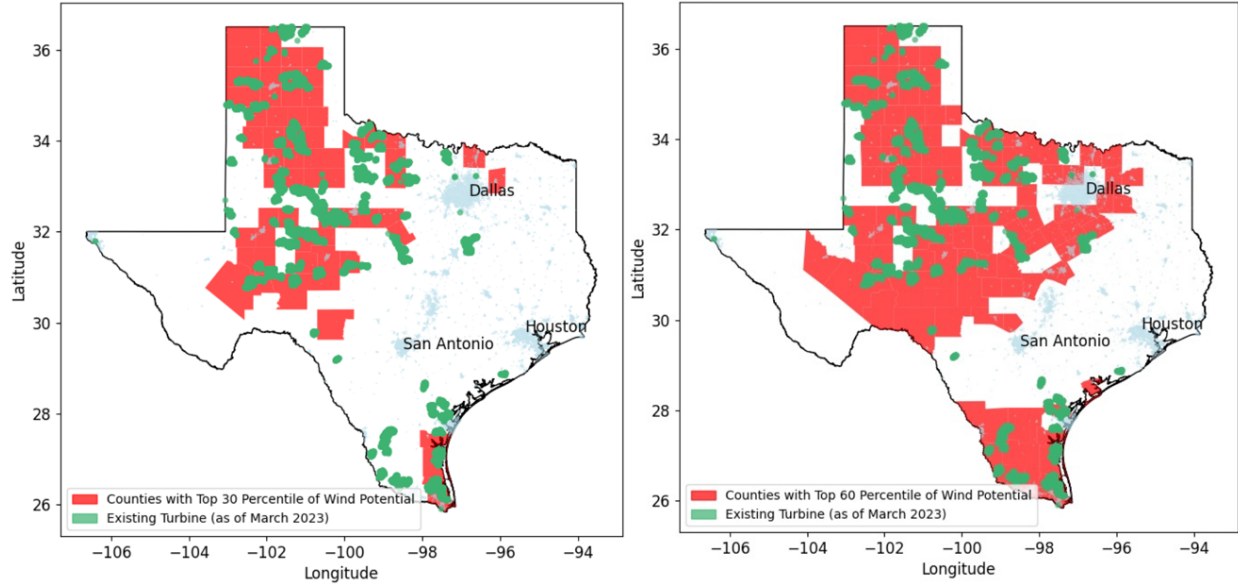 36
34
32
30
28
26
Latitude
Dallas
Houston
San Antonio
Counties with Top 30 Percentile of Wind Potential
Existing Turbine (as of March 2023)
−106 −104 −102 −100 −98 −96 −94
Longitude
36
34
32
30
28
26
Latitude
Dallas
Houston
San Antonio
Counties with Top 60 Percentile of Wind Potential
Existing Turbine (as of March 2023)
−106 −104 −102 −100 −98 −96 −94
Longitude